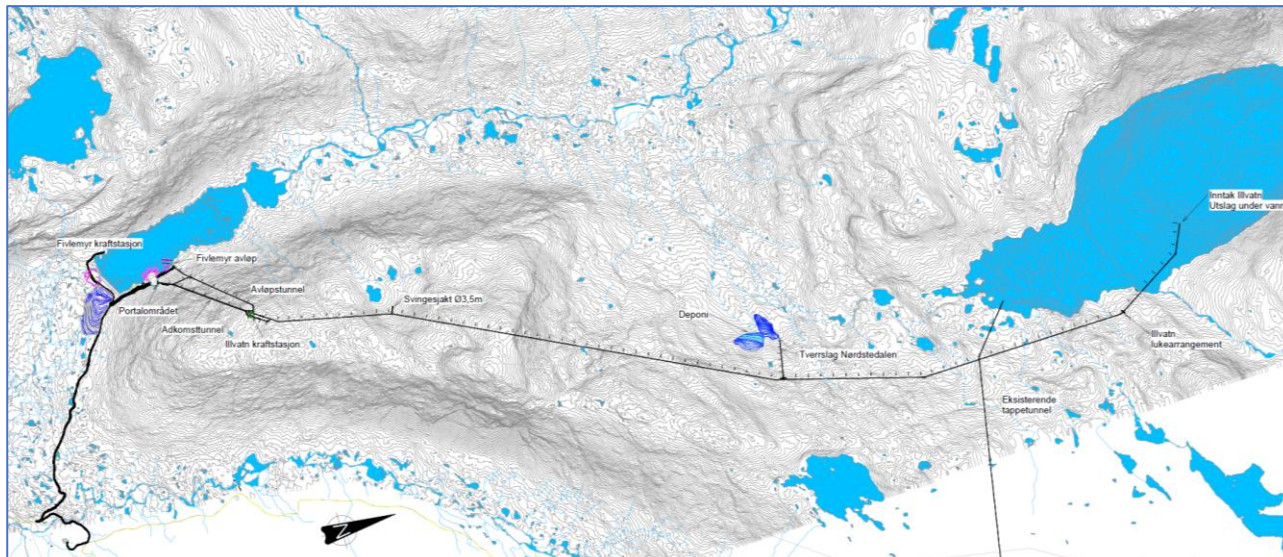 Inntak Illvatn
Utslag under vann
Fivlemyr kraftstasjon
Fivlemyr avløp
Avløpstunnel
Svingesjakt Ø3,5m
Portalområdet
Deponi
Adkomsttunnel
Illvatn kraftstasjon
Tverrslag Nørdstedalen
Illvatn
lukearrangement
Eksisterende
tappetunnel
N